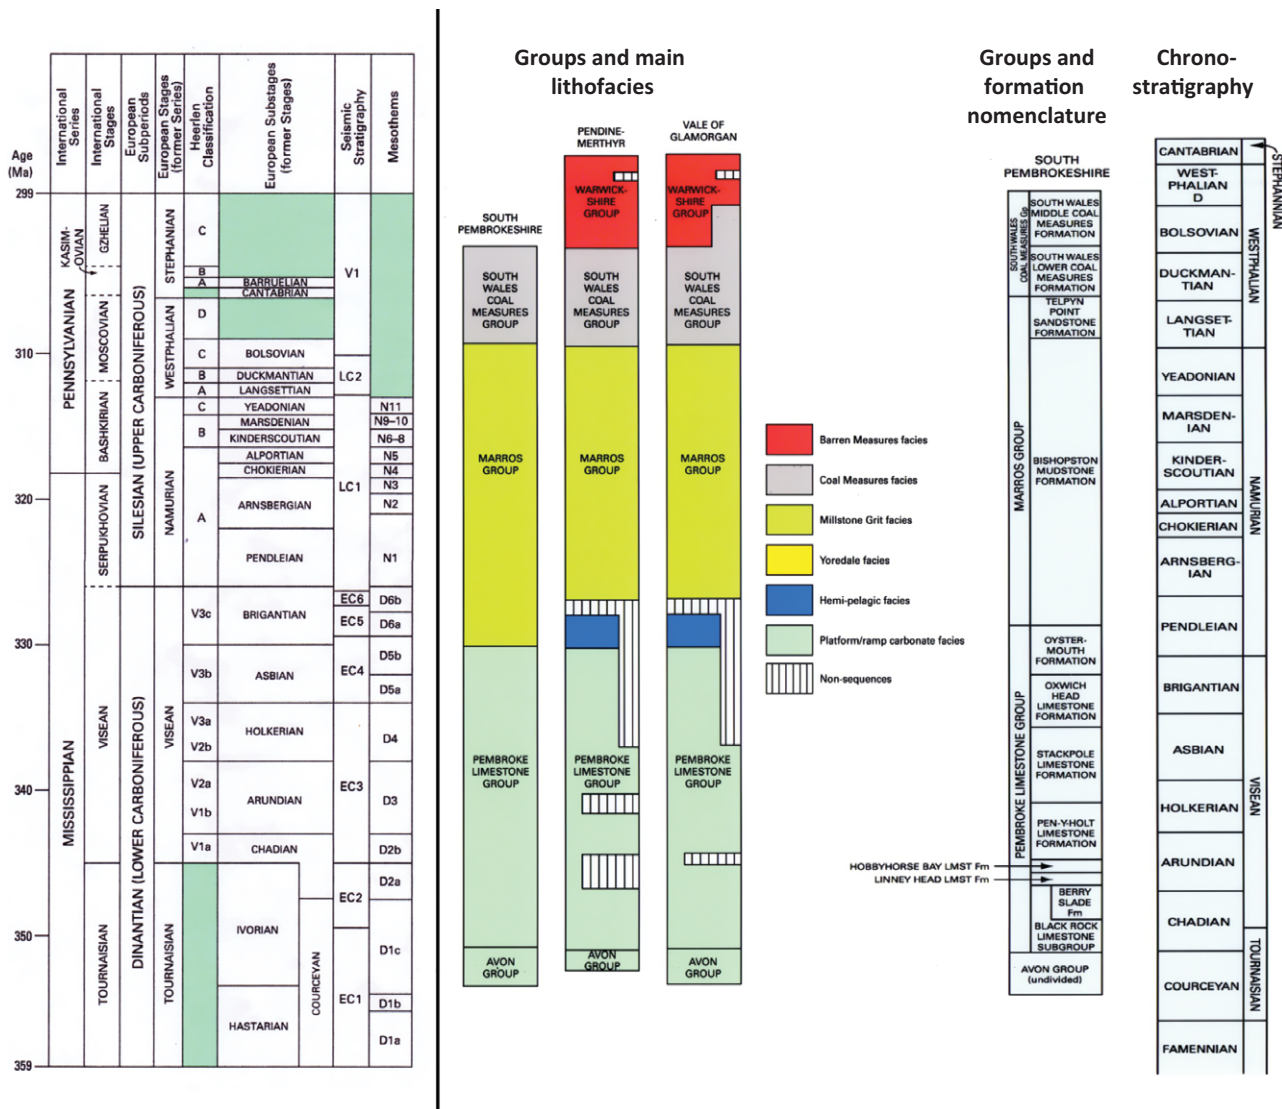 Groups and main
lithofacies
Groups and
formation
nomenclature
Chrono-
stratigraphy
Age
(Ma)
International
Series
International
Stages
European
Subperiods
European Stages
(former Series)
Heerlen
Classification
European Substages
(former Stages)
Seismic
Stratigraphy
Mesothems
299
310
320
330
340
350
359
KASIM-
OVIAN
PENNSYLVANIAN
MISSISSIPPIAN
GZHELIAN
MOSCOVIAN
BASHKIRIAN
SERPUKHOVIAN
VISEAN
TOURNAISIAN
SILESIAN (UPPER CARBONIFEROUS)
DINANTIAN (LOWER CARBONIFEROUS)
STEPHANIAN
WESTPHALIAN
NAMURIAN
VISEAN
TOURNAISIAN
C
B
A
D
C
B
A
C
B
A
V3c
V3b
V3a
V2b
V2a
V1b
V1a
BARRUELIAN
CANTABRIAN
BOLSOVIAN
DUCKMANTIAN
LANGSETTIAN
YEADONIAN
MARSDENIAN
KINDERSCOUTIAN
ALPORTIAN
CHOKIERIAN
ARNSBERGIAN
PENDLEIAN
BRIGANTIAN
ASBIAN
HOLKERIAN
ARUNDIAN
CHADIAN
IVORIAN
HASTARIAN
COURCEYAN
V1
LC2
LC1
EC6
EC5
EC4
EC3
EC2
EC1
N11
N9–10
N6–8
N5
N4
N3
N2
N1
D6b
D6a
D5b
D5a
D4
D3
D2b
D2a
D1c
D1b
D1a
SOUTH
PEMBROKESHIRE
SOUTH
WALES
COAL
MEASURES
GROUP
MARROS
GROUP
PEMBROKE
LIMESTONE
GROUP
AVON
GROUP
PENDINE-
MERTHYR
WARWICK-
SHIRE
GROUP
SOUTH
WALES
COAL
MEASURES
GROUP
MARROS
GROUP
PEMBROKE
LIMESTONE
GROUP
AVON
GROUP
VALE OF
GLAMORGAN
WARWICK-
SHIRE
GROUP
SOUTH
WALES
COAL
MEASURES
GROUP
MARROS
GROUP
PEMBROKE
LIMESTONE
GROUP
AVON
GROUP
Barren Measures facies
Coal Measures facies
Millstone Grit facies
Yoredale facies
Hemi-pelagic facies
Platform/ramp carbonate facies
Non-sequences
SOUTH
PEMBROKESHIRE
SOUTH WALES
COAL MEASURES Gp
MARROS GROUP
PEMBROKE LIMESTONE GROUP
SOUTH WALES
MIDDLE COAL
MEASURES
FORMATION
SOUTH WALES
LOWER COAL
MEASURES
FORMATION
TELPYN
POINT
SANDSTONE
FORMATION
BISHOPSTON
MUDSTONE
FORMATION
OYSTER-
MOUTH
FORMATION
OXWICH
HEAD
LIMESTONE
FORMATION
STACKPOLE
LIMESTONE
FORMATION
PEN-Y-HOLT
LIMESTONE
FORMATION
HOBBYHORSE BAY LMST Fm
LINNEY HEAD LMST Fm
BERRY
SLADE
Fm
BLACK ROCK
LIMESTONE
SUBGROUP
AVON GROUP
(undivided)
CANTABRIAN
WEST-
PHALIAN
D
BOLSOVIAN
DUCKMAN-
TIAN
LANGSET-
TIAN
YEADONIAN
MARSDEN-
IAN
KINDER-
SCOUTIAN
ALPORTIAN
CHOKIERIAN
ARNSBERG-
IAN
PENDLEIAN
BRIGANTIAN
ASBIAN
HOLKERIAN
ARUNDIAN
CHADIAN
COURCEYAN
FAMENNIAN
STEPHANNIAN
WESTPHALIAN
NAMURIAN
VISEAN
TOURNAISIAN